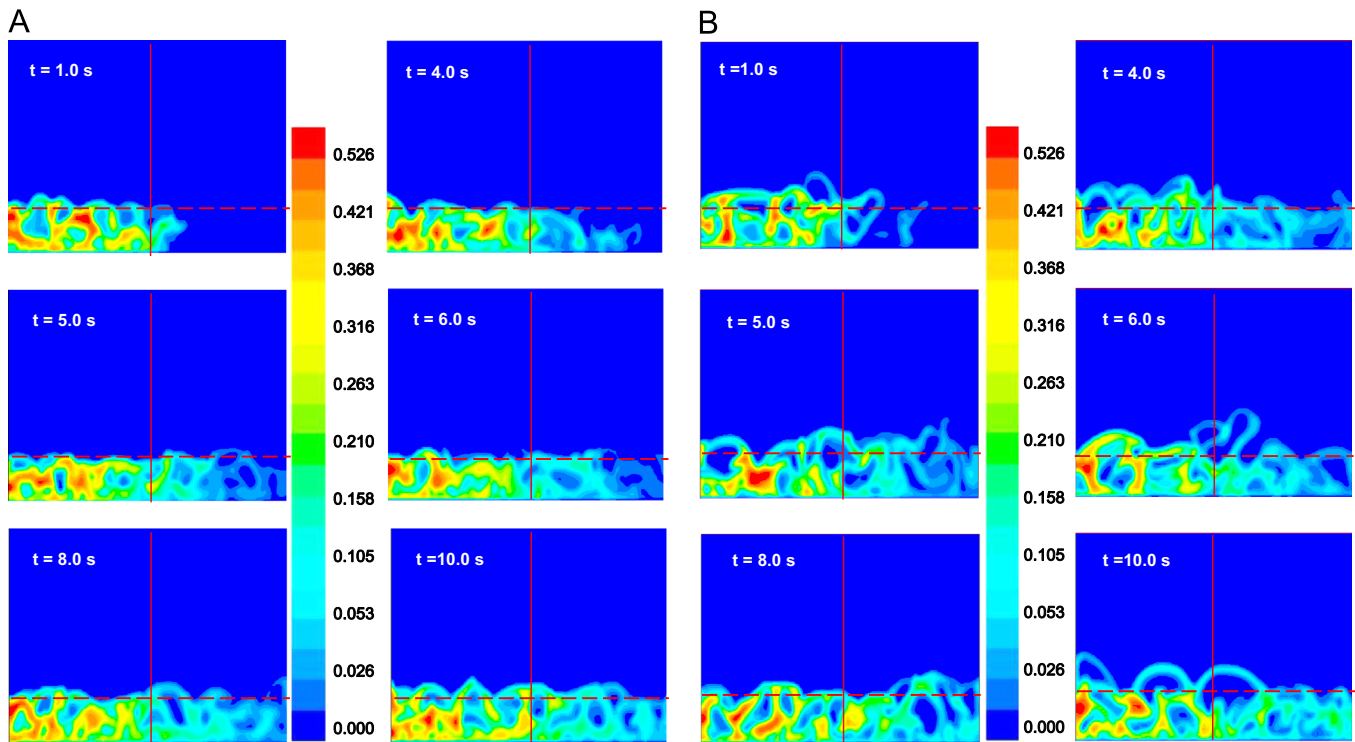 A
B
t = 1.0 s
t = 4.0 s
t =1.0 s
t = 4.0 s
0.526
0.421
0.368
0.316
0.263
0.210
0.158
0.105
0.053
0.026
0.000
0.526
0.421
0.368
0.316
0.263
0.210
0.158
0.105
0.053
0.026
0.000
t = 5.0 s
t = 6.0 s
t = 5.0 s
t = 6.0 s
t = 8.0 s
t =10.0 s
t = 8.0 s
t =10.0 s